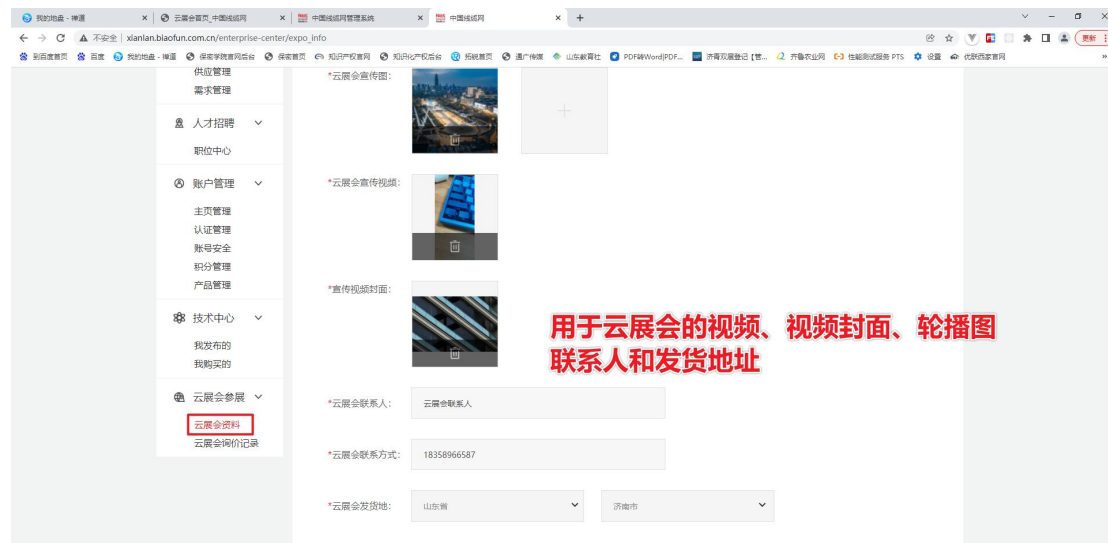 我的地盘 - 禅道
云展会首页_中国线缆网
中国线缆网管理系统
中国线缆网
不安全 | xianlan.biaofun.com.cn/enterprise-center/expo_info
更新
到百度首页
百度
我的地盘 - 禅道
保密学院官网后台
保密首页
知识产权官网
知识产权后台
拓锐首页
通广传媒
山东教育社
PDF转Word|PDF...
济青双展登记【管...
齐鲁农业网
性能测试服务 PTS
设置
优联西家官网
供应管理
需求管理
人才招聘
职位中心
账户管理
主页管理
认证管理
账号安全
积分管理
产品管理
技术中心
我发布的
我购买的
云展会参展
云展会资料
云展会询价记录
*云展会宣传图:
*云展会宣传视频:
*宣传视频封面:
用于云展会的视频、视频封面、轮播图
联系人和发货地址
*云展会联系人:
云展会联系人
*云展会联系方式:
18358966587
*云展会发货地:
山东省
济南市